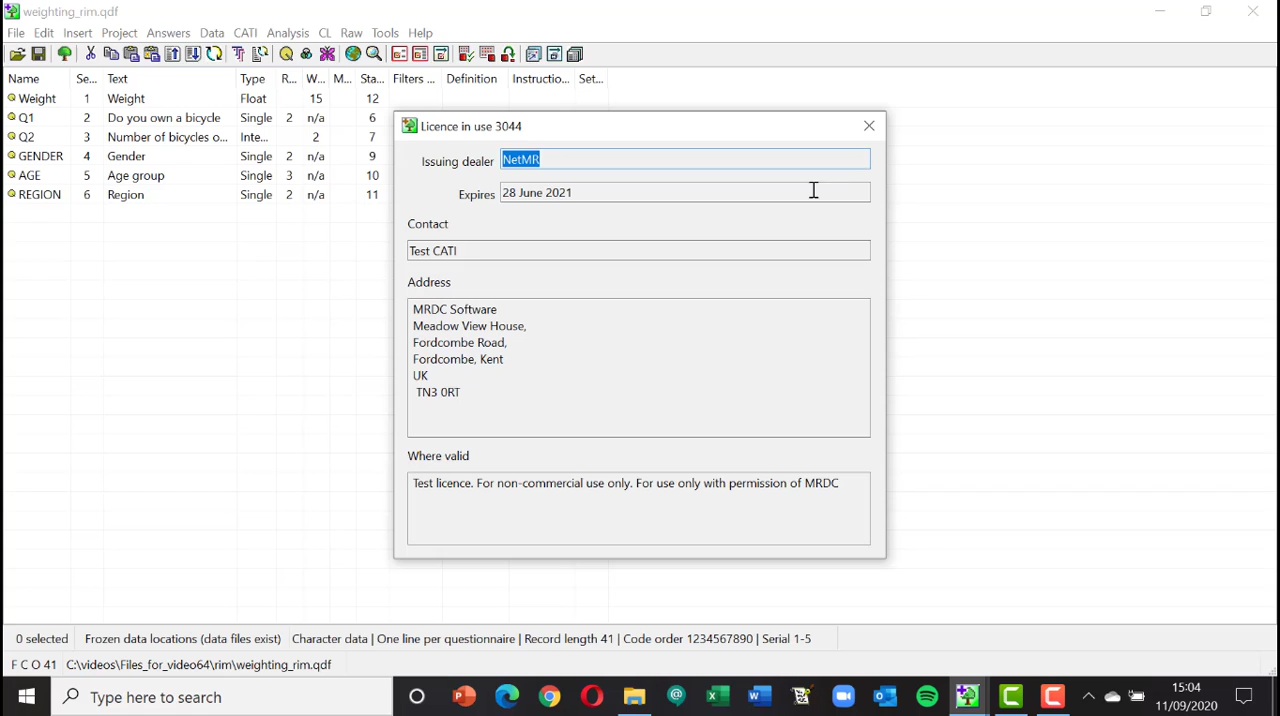 weighting_rim.qdf
File Edit Insert Project Answers Data CATI Analysis CL Raw Tools Help
Name Se... Text Type R... W... M... Sta... Filters ... Definition Instructio... Set...
Weight 1 Weight Float 15 12
Q1 2 Do you own a bicycle Single 2 n/a 6
Q2 3 Number of bicycles o... Inte... 2 7
GENDER 4 Gender Single 2 n/a 9
AGE 5 Age group Single 3 n/a 10
REGION 6 Region Single 2 n/a 11
Licence in use 3044
Issuing dealer NetMR
Expires 28 June 2021
Contact
Test CATI
Address
MRDC Software
Meadow View House,
Fordcombe Road,
Fordcombe, Kent
UK
TN3 0RT
Where valid
Test licence. For non-commercial use only. For use only with permission of MRDC
0 selected Frozen data locations (data files exist) Character data | One line per questionnaire | Record length 41 | Code order 1234567890 | Serial 1-5
F C O 41 C:\videos\Files_for_video64\rim\weighting_rim.qdf
Type here to search
15:04
11/09/2020